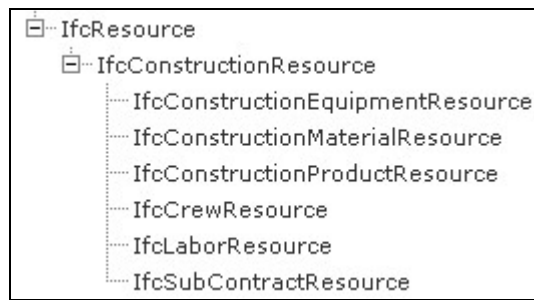 IfcResource
IfcConstructionResource
IfcConstructionEquipmentResource
IfcConstructionMaterialResource
IfcConstructionProductResource
IfcCrewResource
IfcLaborResource
IfcSubContractResource